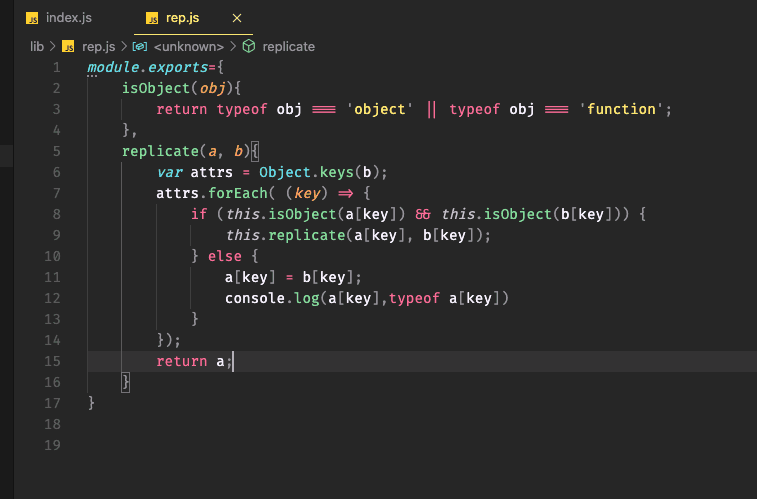 JS index.js JS rep.js ×
lib > JS rep.js > <unknown> > replicate
1 module.exports={
2 isObject(obj){
3 return typeof obj === 'object' || typeof obj === 'function';
4 },
5 replicate(a, b){
6 var attrs = Object.keys(b);
7 attrs.forEach( (key) => {
8 if (this.isObject(a[key]) && this.isObject(b[key])) {
9 this.replicate(a[key], b[key]);
10 } else {
11 a[key] = b[key];
12 console.log(a[key],typeof a[key])
13 }
14 });
15 return a;
16 }
17 }
18
19